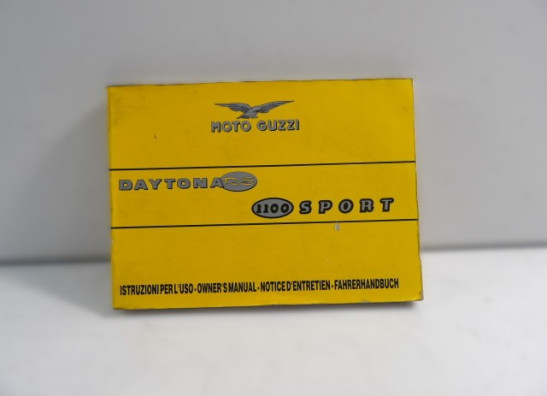 MOTO GUZZI
DAYTONA RS
1100 SPORT
ISTRUZIONI PER L'USO-OWNER'S MANUAL-NOTICE D'ENTRETIEN-FAHRERHANDBUCH